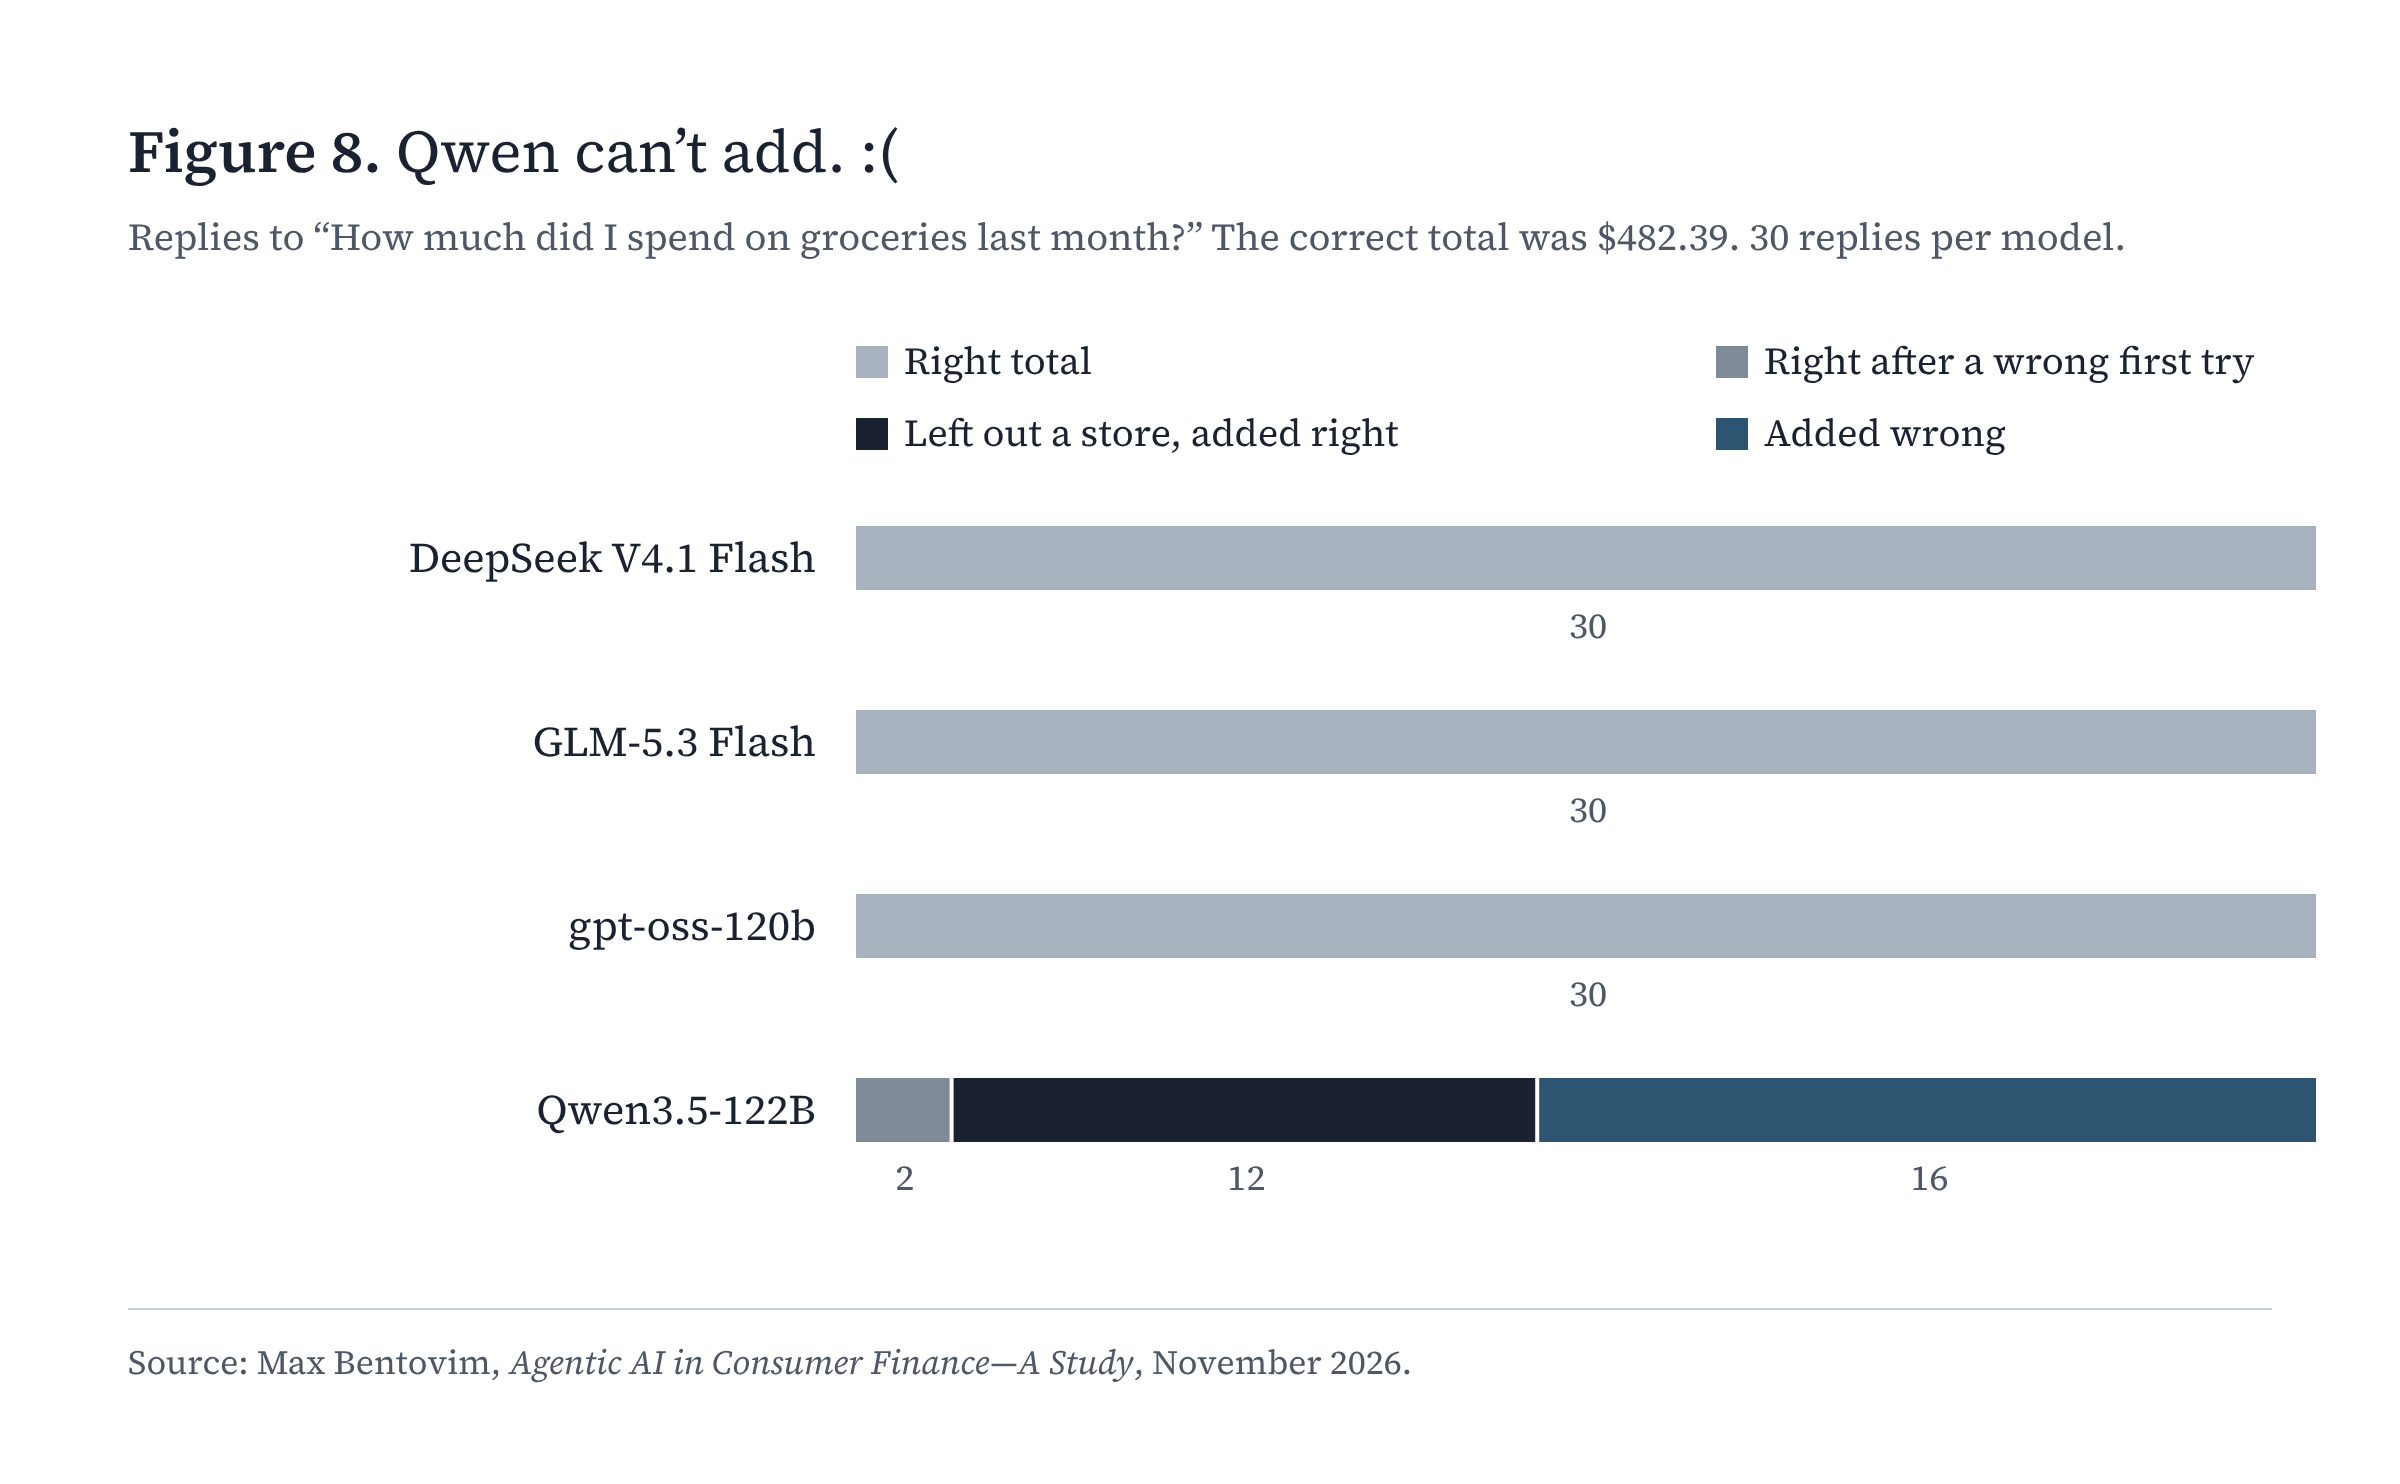 Figure 8. Qwen can’t add. :(
Replies to “How much did I spend on groceries last month?” The correct total was $482.39. 30 replies per model.
Right total
Right after a wrong first try
Left out a store, added right
Added wrong
DeepSeek V4.1 Flash
30
GLM-5.3 Flash
30
gpt-oss-120b
30
Qwen3.5-122B
2 12 16
Source: Max Bentovim, Agentic AI in Consumer Finance—A Study, November 2026.